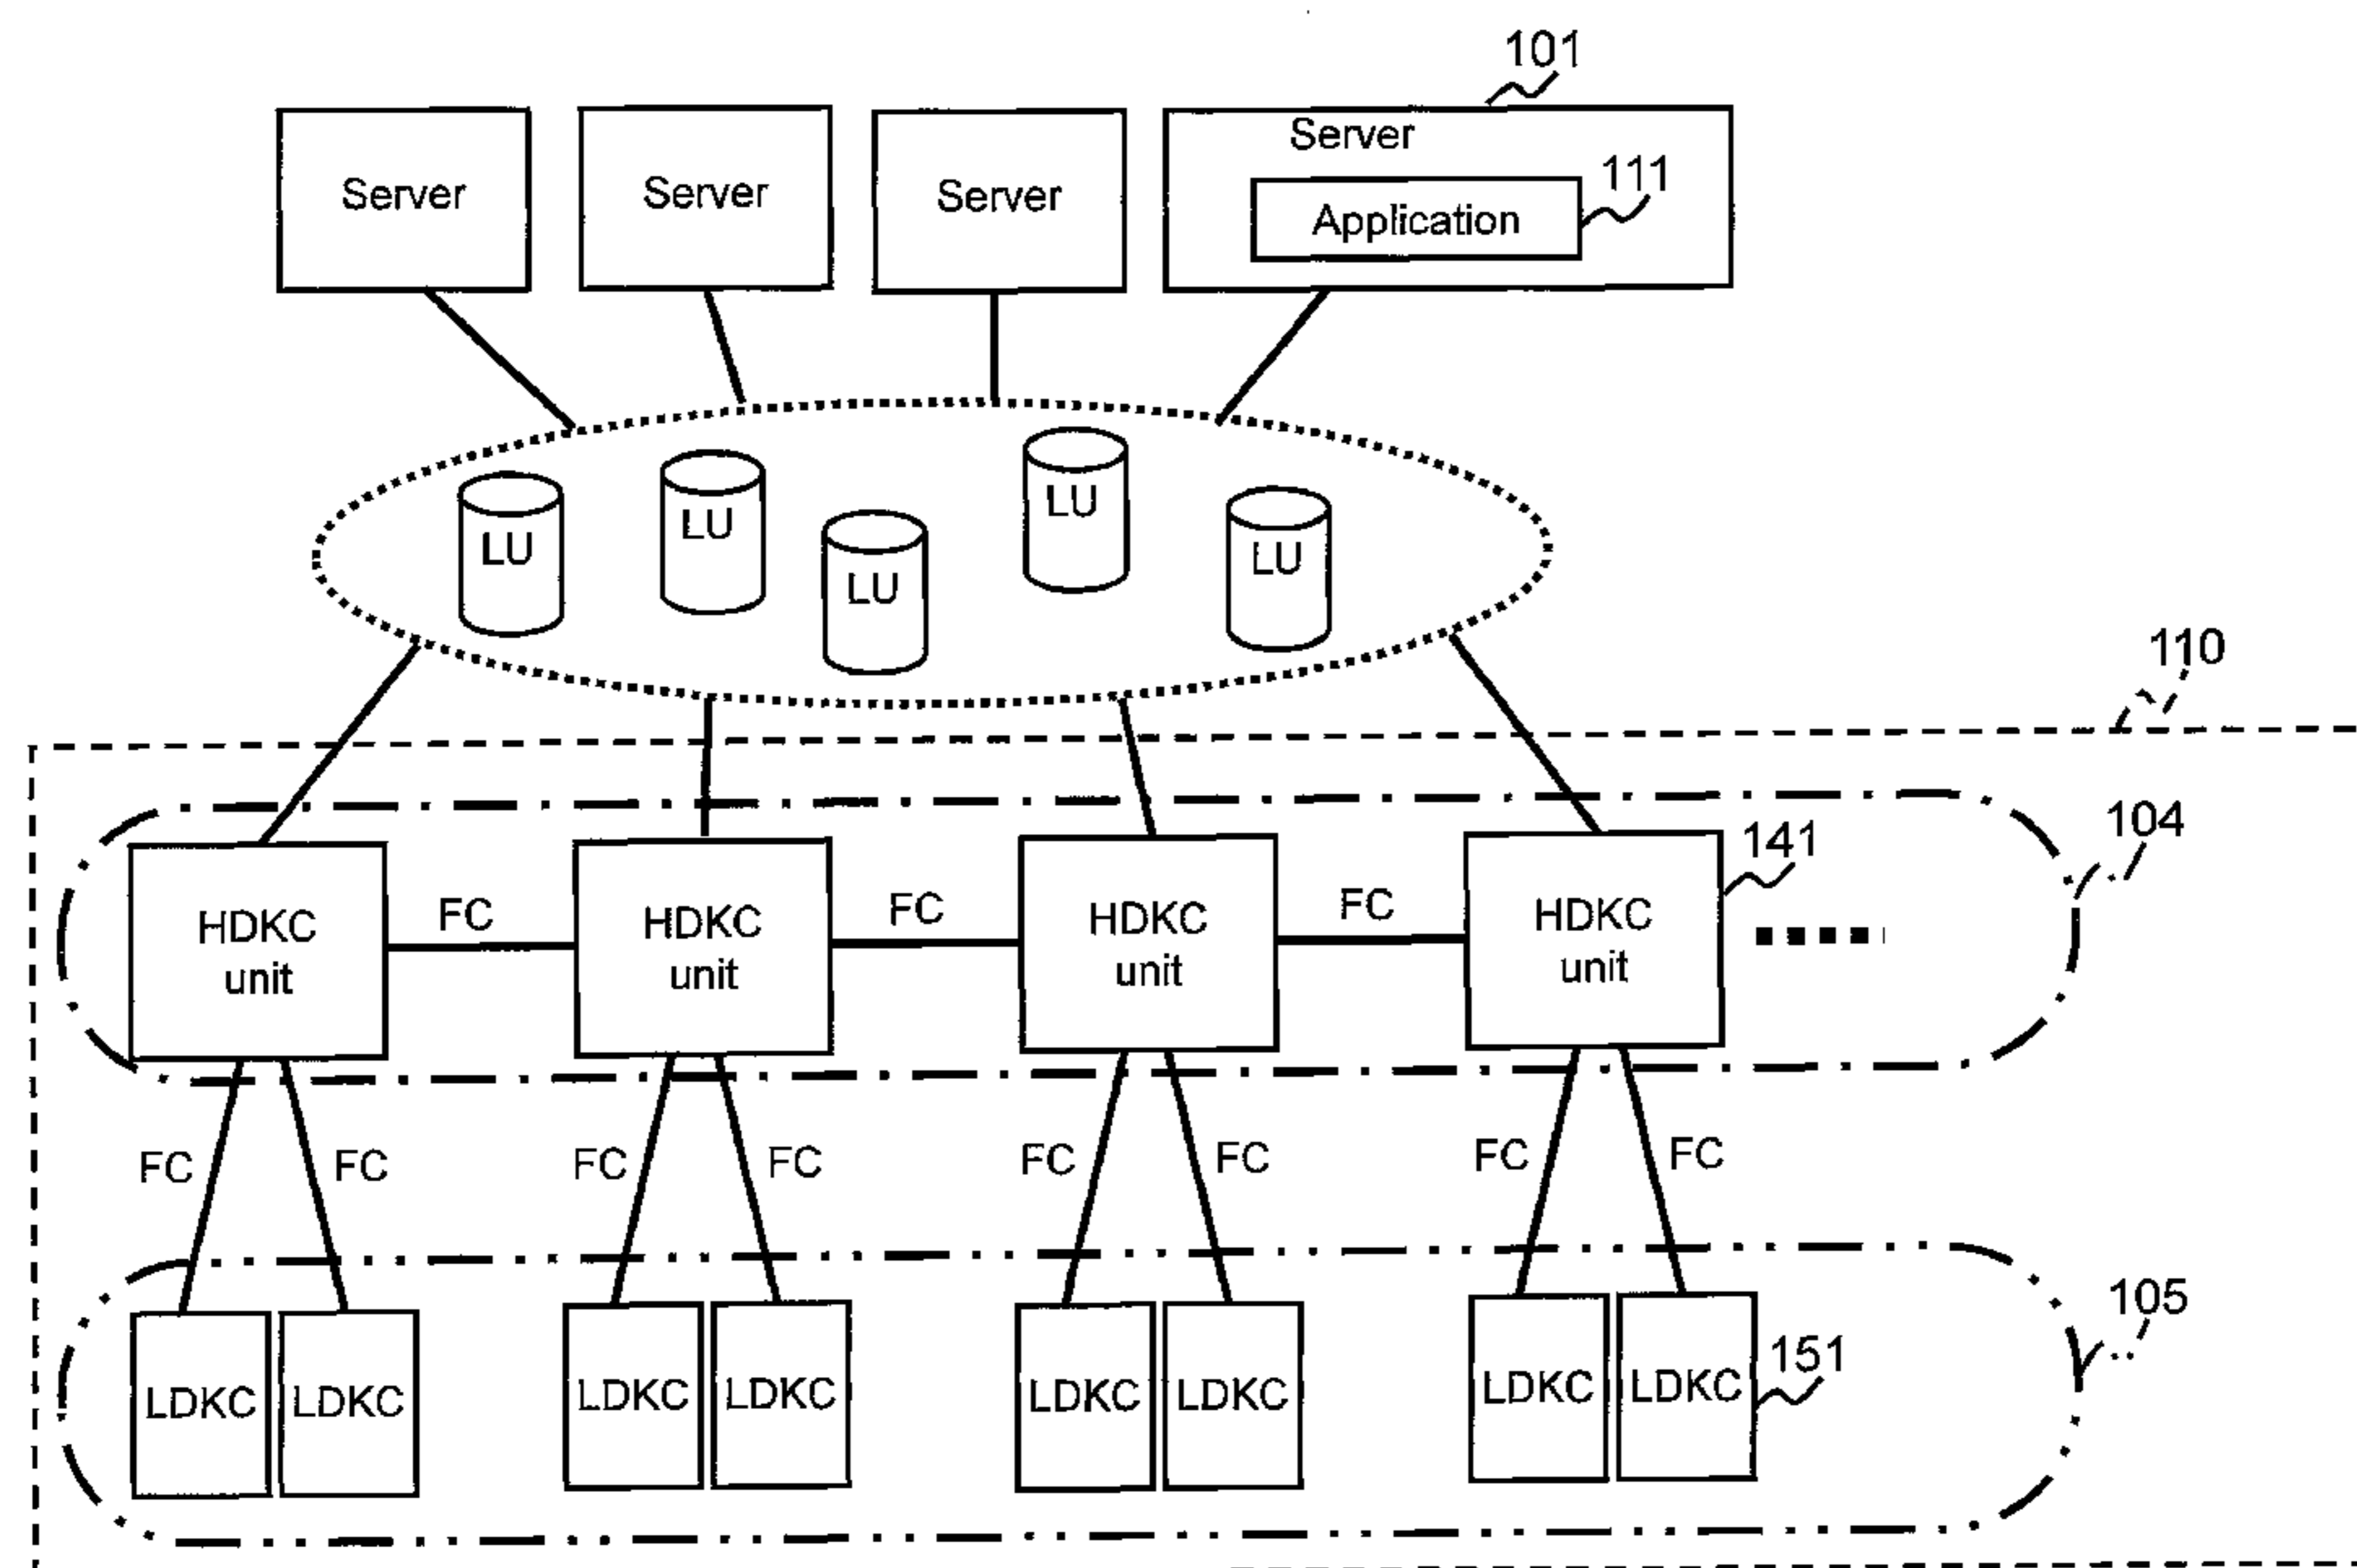 101
Server
Server
Server
Server
111
Application
LU
LU
LU
LU
LU
110
104
141
HDKC
unit
FC
HDKC
unit
FC
HDKC
unit
FC
HDKC
unit
FC
FC
FC
FC
FC
FC
FC
FC
105
151
LDKC
LDKC
LDKC
LDKC
LDKC
LDKC
LDKC
LDKC